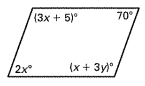 (3x + 5)° 70°
2x° (x + 3y)°